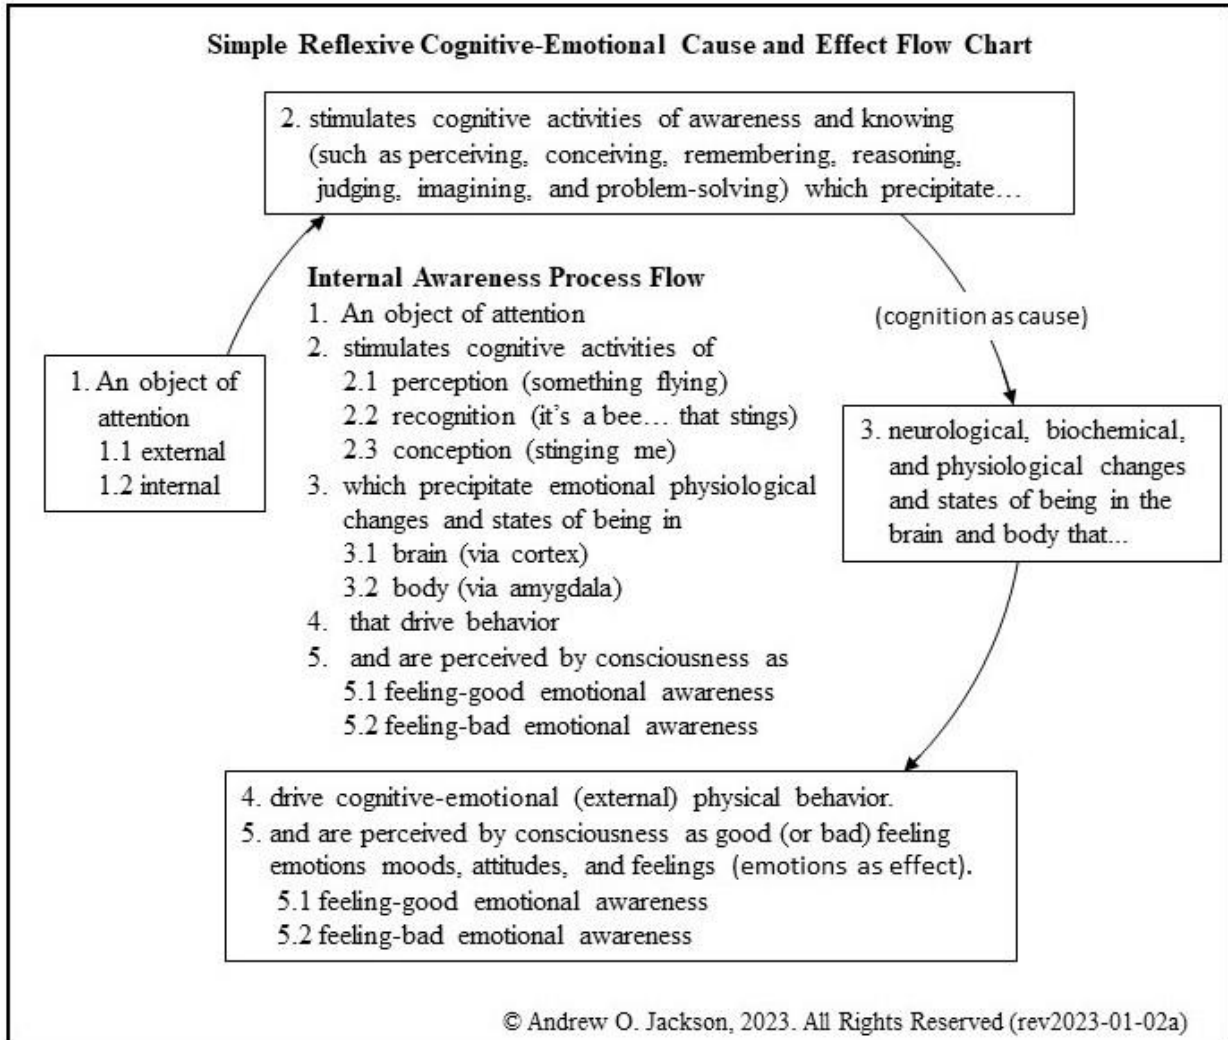 Simple Reflexive Cognitive-Emotional Cause and Effect Flow Chart
2. stimulates cognitive activities of awareness and knowing
(such as perceiving, conceiving, remembering, reasoning,
judging, imagining, and problem-solving) which precipitate…
Internal Awareness Process Flow
1. An object of attention
2. stimulates cognitive activities of
2.1 perception (something flying)
2.2 recognition (it's a bee… that stings)
2.3 conception (stinging me)
3. which precipitate emotional physiological
changes and states of being in
3.1 brain (via cortex)
3.2 body (via amygdala)
4. that drive behavior
5. and are perceived by consciousness as
5.1 feeling-good emotional awareness
5.2 feeling-bad emotional awareness
1. An object of
attention
1.1 external
1.2 internal
(cognition as cause)
3. neurological, biochemical,
and physiological changes
and states of being in the
brain and body that...
4. drive cognitive-emotional (external) physical behavior.
5. and are perceived by consciousness as good (or bad) feeling
emotions moods, attitudes, and feelings (emotions as effect).
5.1 feeling-good emotional awareness
5.2 feeling-bad emotional awareness
© Andrew O. Jackson, 2023. All Rights Reserved (rev2023-01-02a)